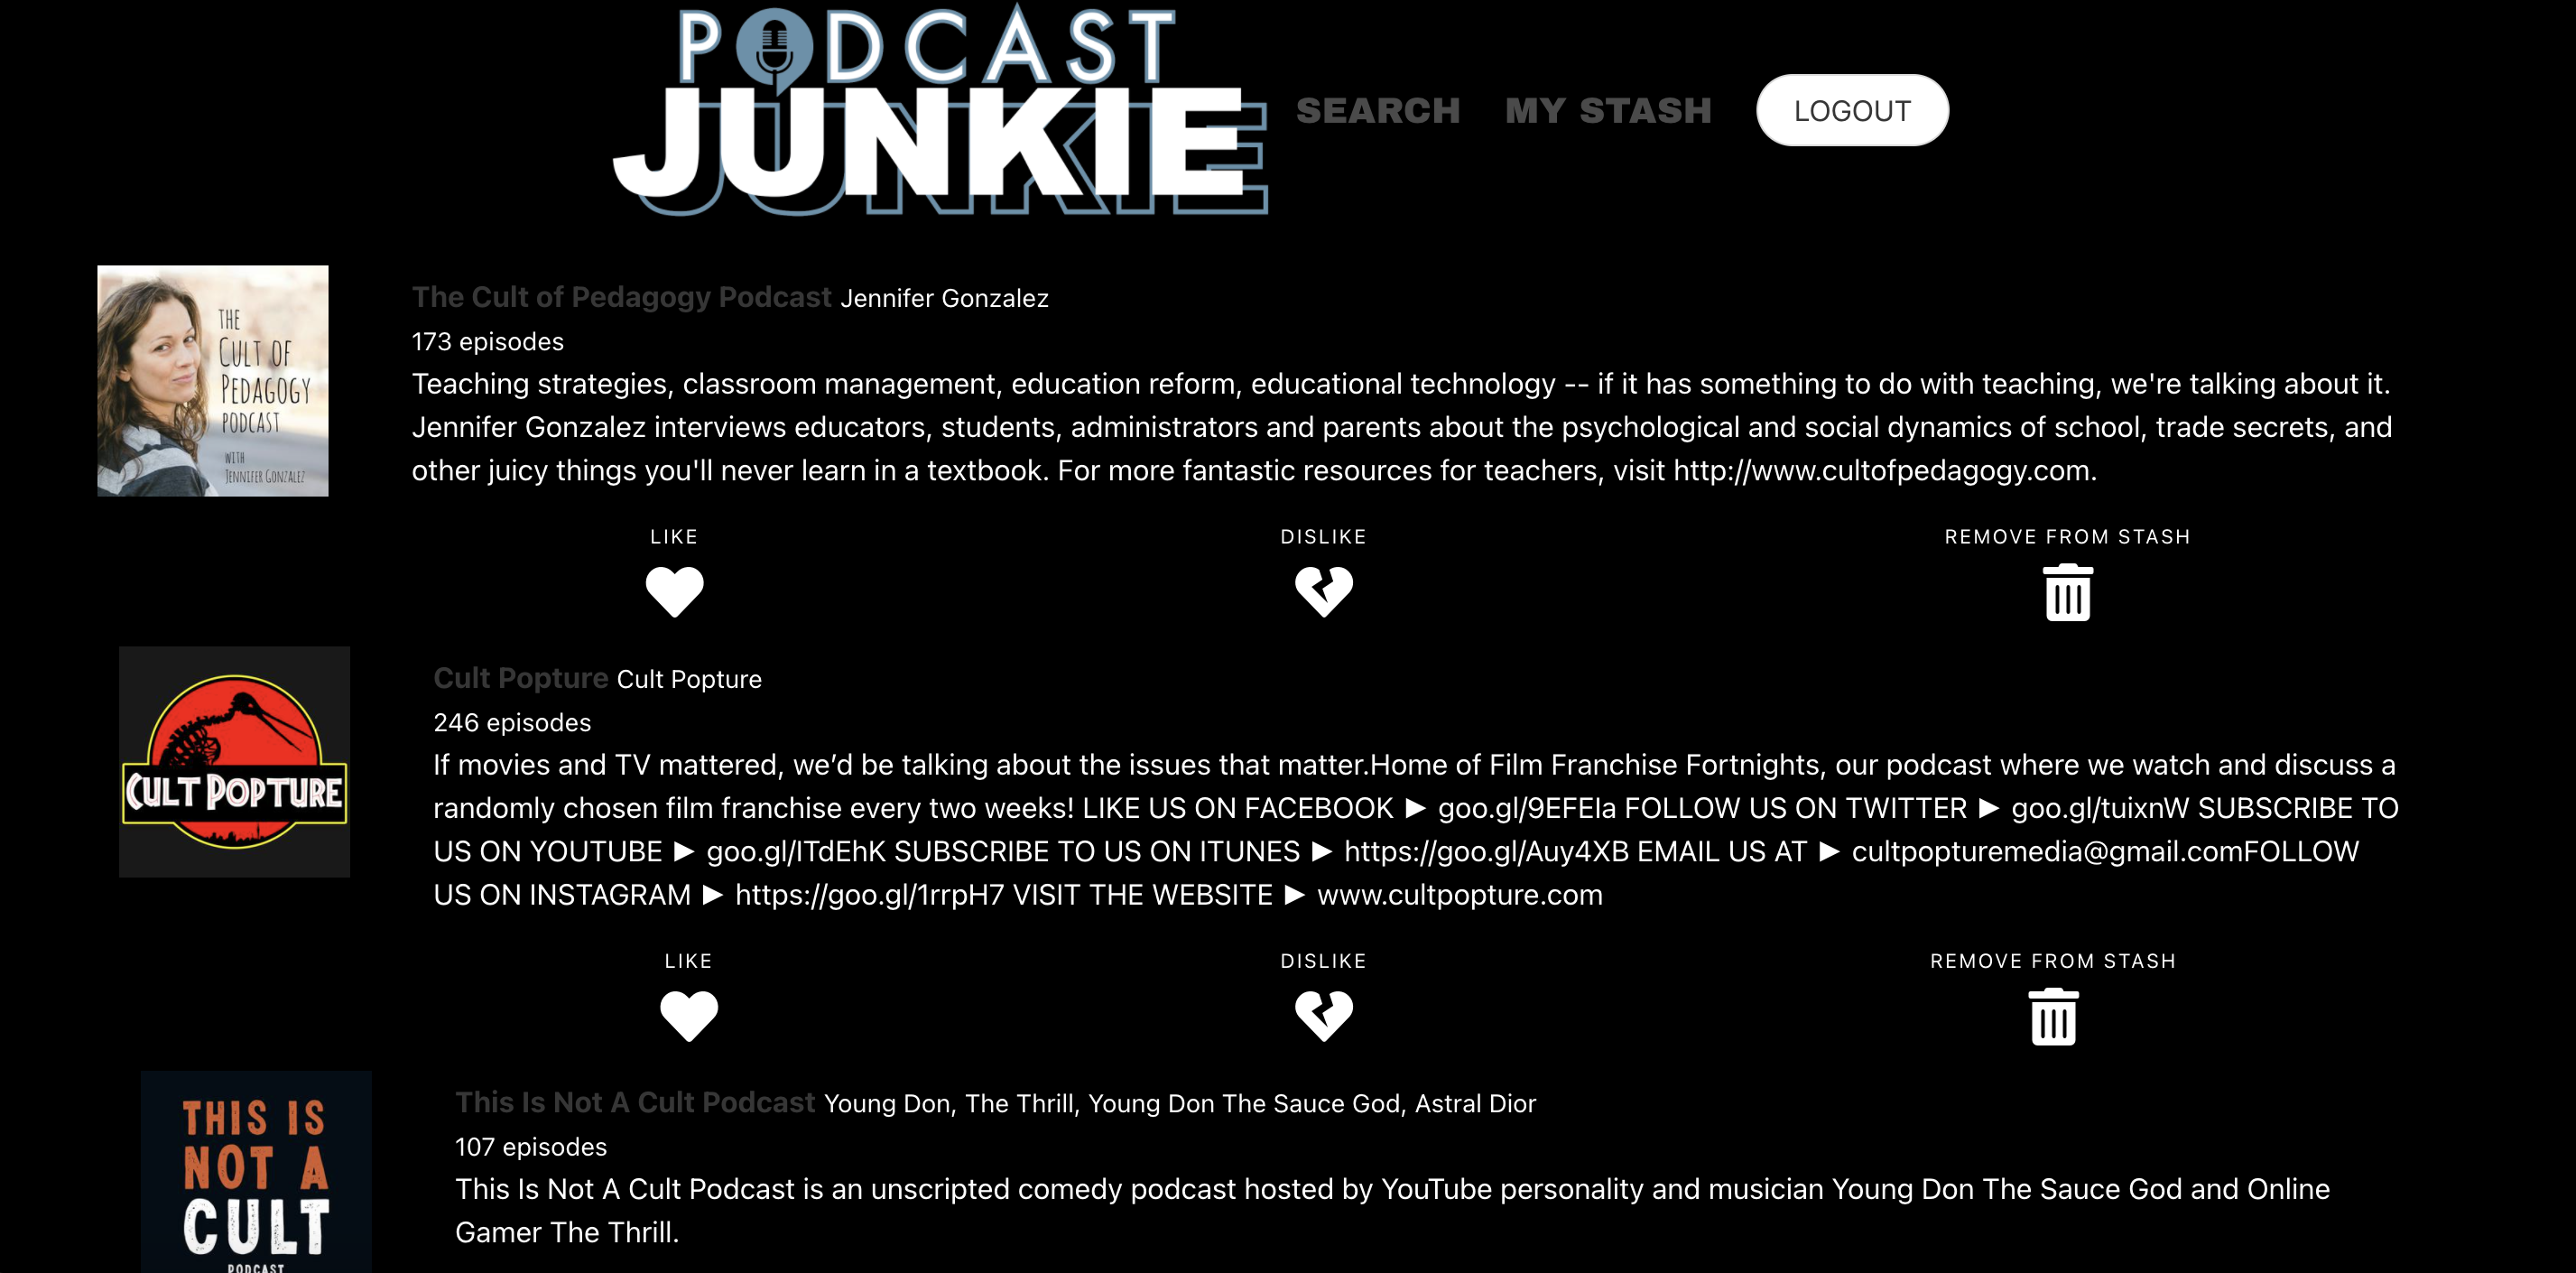 PODCAST
JUNKIE
SEARCH MY STASH LOGOUT
THE
CULT OF
PEDAGOGY
PODCAST
WITH
JENNIFER GONZALEZ
The Cult of Pedagogy Podcast Jennifer Gonzalez
173 episodes
Teaching strategies, classroom management, education reform, educational technology -- if it has something to do with teaching, we're talking about it.
Jennifer Gonzalez interviews educators, students, administrators and parents about the psychological and social dynamics of school, trade secrets, and
other juicy things you'll never learn in a textbook. For more fantastic resources for teachers, visit http://www.cultofpedagogy.com.
LIKE DISLIKE REMOVE FROM STASH
CULT POPTURE
Cult Popture Cult Popture
246 episodes
If movies and TV mattered, we’d be talking about the issues that matter.Home of Film Franchise Fortnights, our podcast where we watch and discuss a
randomly chosen film franchise every two weeks! LIKE US ON FACEBOOK ► goo.gl/9EFEIa FOLLOW US ON TWITTER ► goo.gl/tuixnW SUBSCRIBE TO
US ON YOUTUBE ► goo.gl/ITdEhK SUBSCRIBE TO US ON ITUNES ► https://goo.gl/Auy4XB EMAIL US AT ► cultpopturemedia@gmail.comFOLLOW
US ON INSTAGRAM ► https://goo.gl/1rrpH7 VISIT THE WEBSITE ► www.cultpopture.com
LIKE DISLIKE REMOVE FROM STASH
THIS IS
NOT A
CULT
PODCAST
This Is Not A Cult Podcast Young Don, The Thrill, Young Don The Sauce God, Astral Dior
107 episodes
This Is Not A Cult Podcast is an unscripted comedy podcast hosted by YouTube personality and musician Young Don The Sauce God and Online
Gamer The Thrill.